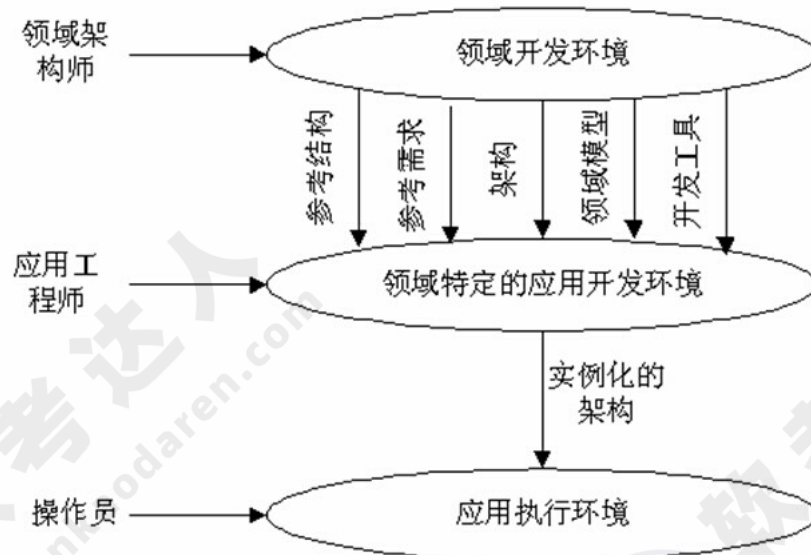 领域架
构师
领域开发环境
参考结构
参考需求
架构
领域模型
开发工具
应用工
程师
领域特定的应用开发环境
实例化的
架构
操作员
应用执行环境
考达人